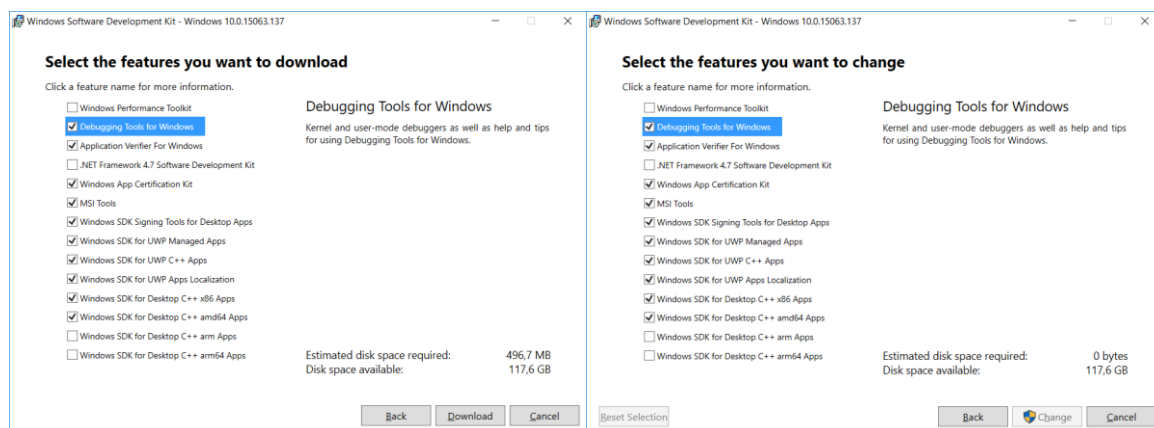 Windows Software Development Kit - Windows 10.0.15063.137
Select the features you want to download
Click a feature name for more information.
Windows Performance Toolkit
Debugging Tools for Windows
Application Verifier For Windows
.NET Framework 4.7 Software Development Kit
Windows App Certification Kit
MSI Tools
Windows SDK Signing Tools for Desktop Apps
Windows SDK for UWP Managed Apps
Windows SDK for UWP C++ Apps
Windows SDK for UWP Apps Localization
Windows SDK for Desktop C++ x86 Apps
Windows SDK for Desktop C++ amd64 Apps
Windows SDK for Desktop C++ arm Apps
Windows SDK for Desktop C++ arm64 Apps
Debugging Tools for Windows
Kernel and user-mode debuggers as well as help and tips
for using Debugging Tools for Windows.
Estimated disk space required: 496,7 MB
Disk space available: 117,6 GB
Back Download Cancel
Windows Software Development Kit - Windows 10.0.15063.137
Select the features you want to change
Click a feature name for more information.
Windows Performance Toolkit
Debugging Tools for Windows
Application Verifier For Windows
.NET Framework 4.7 Software Development Kit
Windows App Certification Kit
MSI Tools
Windows SDK Signing Tools for Desktop Apps
Windows SDK for UWP Managed Apps
Windows SDK for UWP C++ Apps
Windows SDK for UWP Apps Localization
Windows SDK for Desktop C++ x86 Apps
Windows SDK for Desktop C++ amd64 Apps
Windows SDK for Desktop C++ arm Apps
Windows SDK for Desktop C++ arm64 Apps
Debugging Tools for Windows
Kernel and user-mode debuggers as well as help and tips
for using Debugging Tools for Windows.
Estimated disk space required: 0 bytes
Disk space available: 117,6 GB
Reset Selection Back Change Cancel